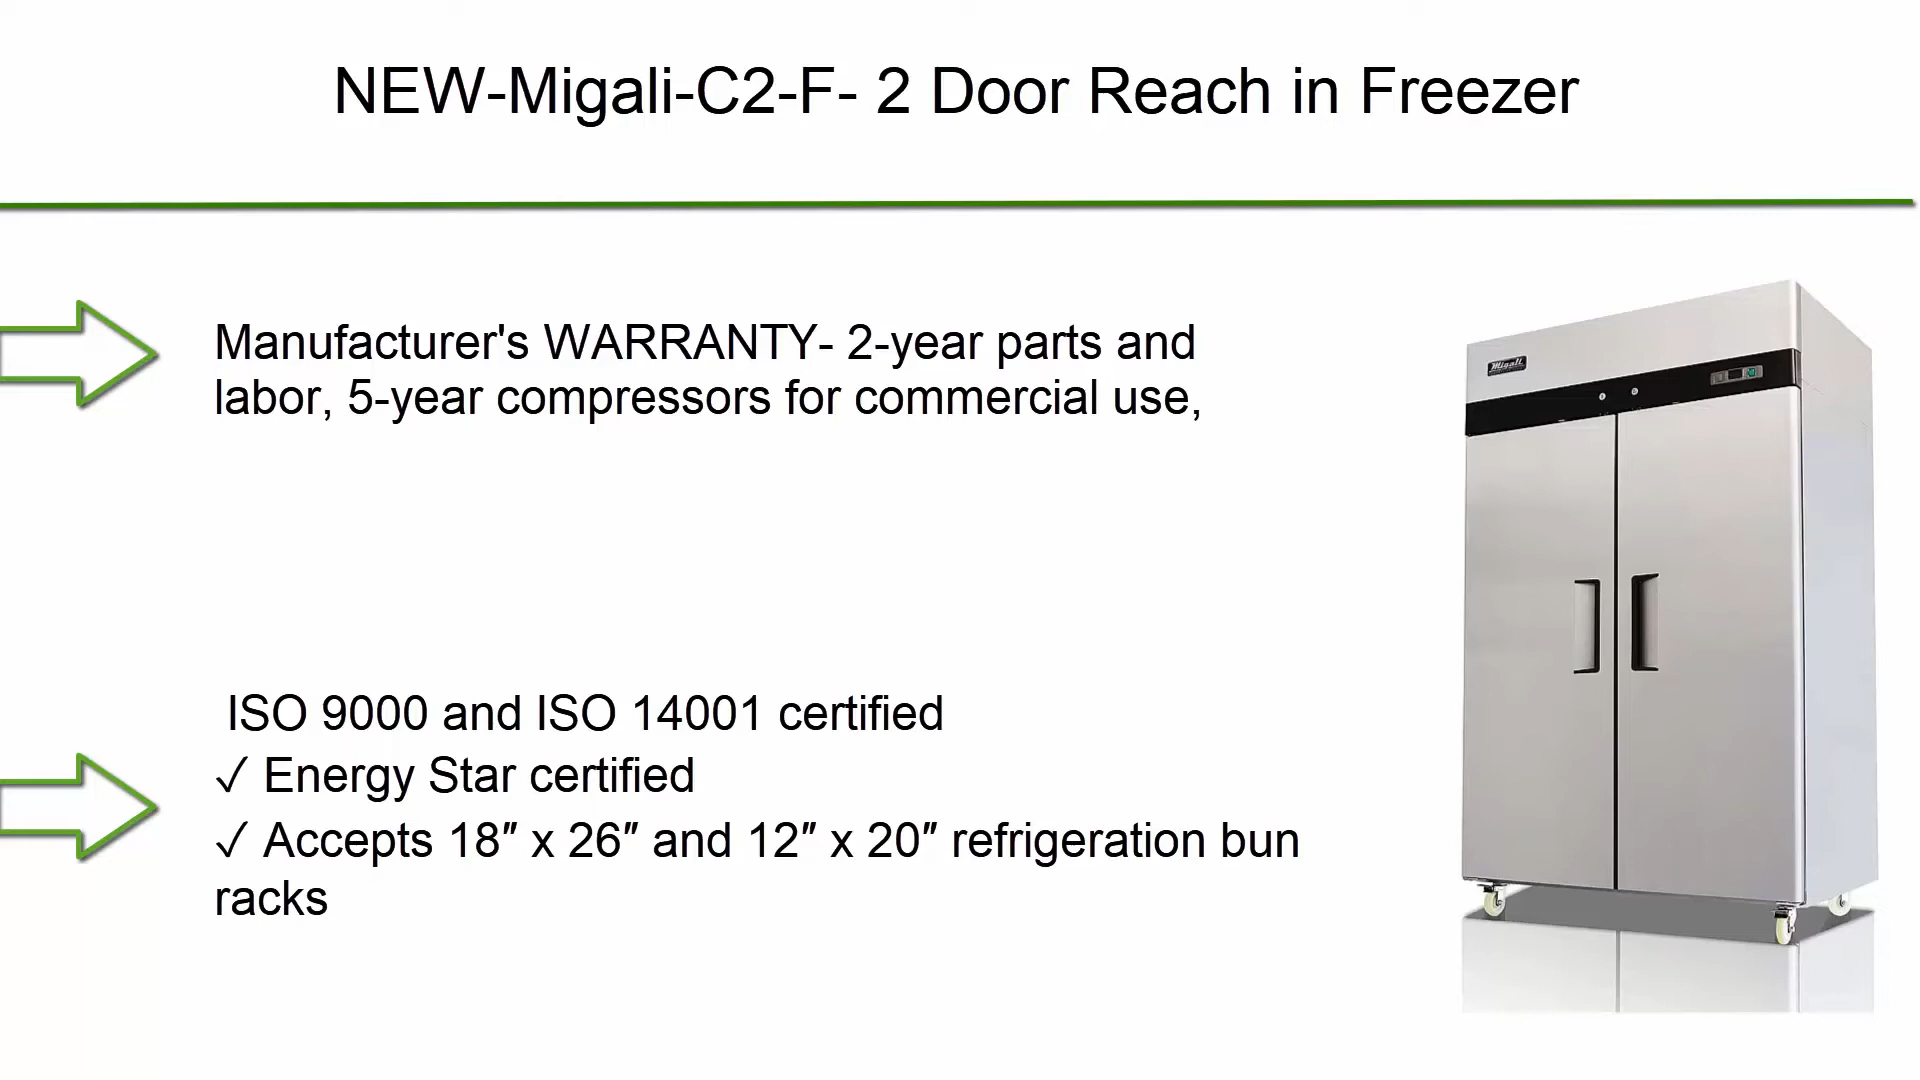 NEW-Migali-C2-F- 2 Door Reach in Freezer
Manufacturer's WARRANTY- 2-year parts and
labor, 5-year compressors for commercial use,
ISO 9000 and ISO 14001 certified
✓ Energy Star certified
✓ Accepts 18″ x 26″ and 12″ x 20″ refrigeration bun
racks
Migali